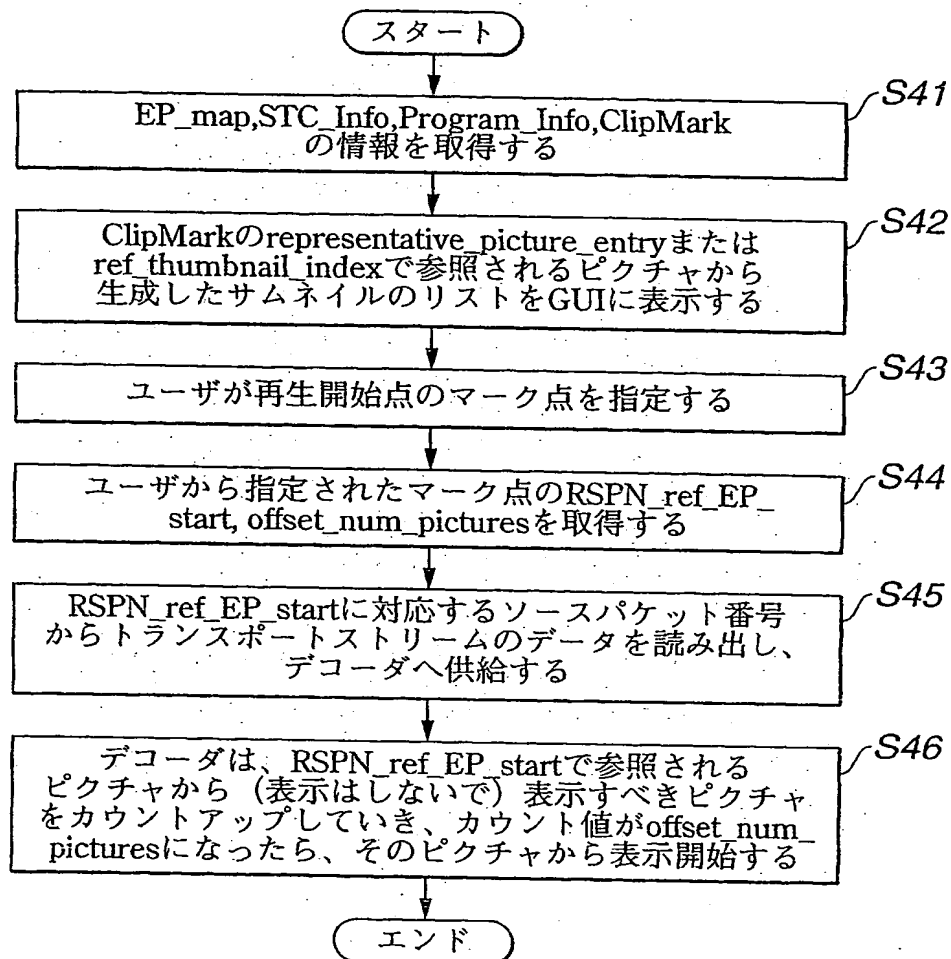 スタート
S41
EP_map,STC_Info,Program_Info,ClipMark
の情報を取得する
S42
ClipMarkのrepresentative_picture_entryまたは
ref_thumbnail_indexで参照されるピクチャから
生成したサムネイルのリストをGUIに表示する
S43
ユーザが再生開始点のマーク点を指定する
S44
ユーザから指定されたマーク点のRSPN_ref_EP_
start, offset_num_picturesを取得する
S45
RSPN_ref_EP_startに対応するソースパケット番号
からトランスポートストリームのデータを読み出し、
デコーダへ供給する
S46
デコーダは、RSPN_ref_EP_startで参照される
ピクチャから（表示はしないで）表示すべきピクチャ
をカウントアップしていき、カウント値がoffset_num_
picturesになったら、そのピクチャから表示開始する
エンド